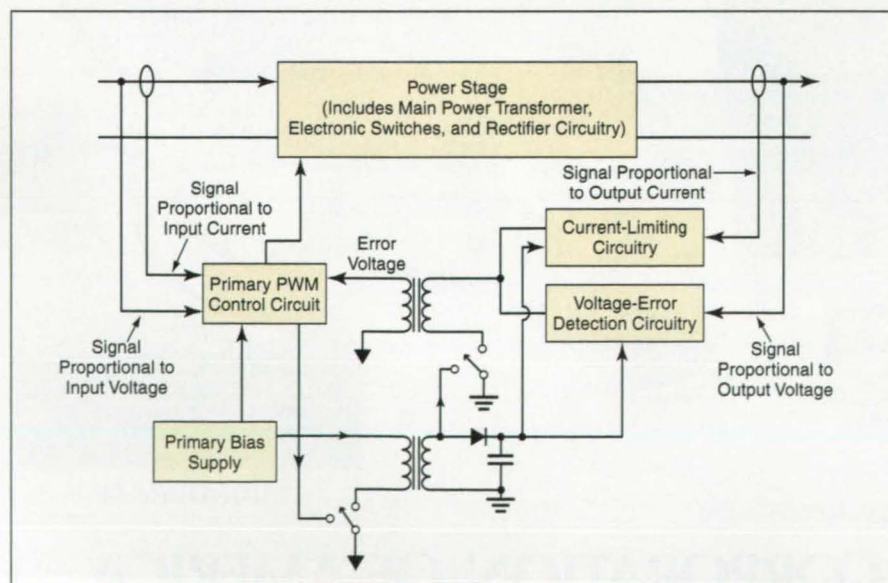 Power Stage
(Includes Main Power Transformer,
Electronic Switches, and Rectifier Circuitry)
Signal
Proportional to
Input Current
Signal Proportional
to Output Current
Error
Voltage
Current-Limiting
Circuitry
Primary PWM
Control Circuit
Voltage-Error
Detection Circuitry
Signal
Proportional to
Input Voltage
Signal
Proportional to
Output Voltage
Primary Bias
Supply